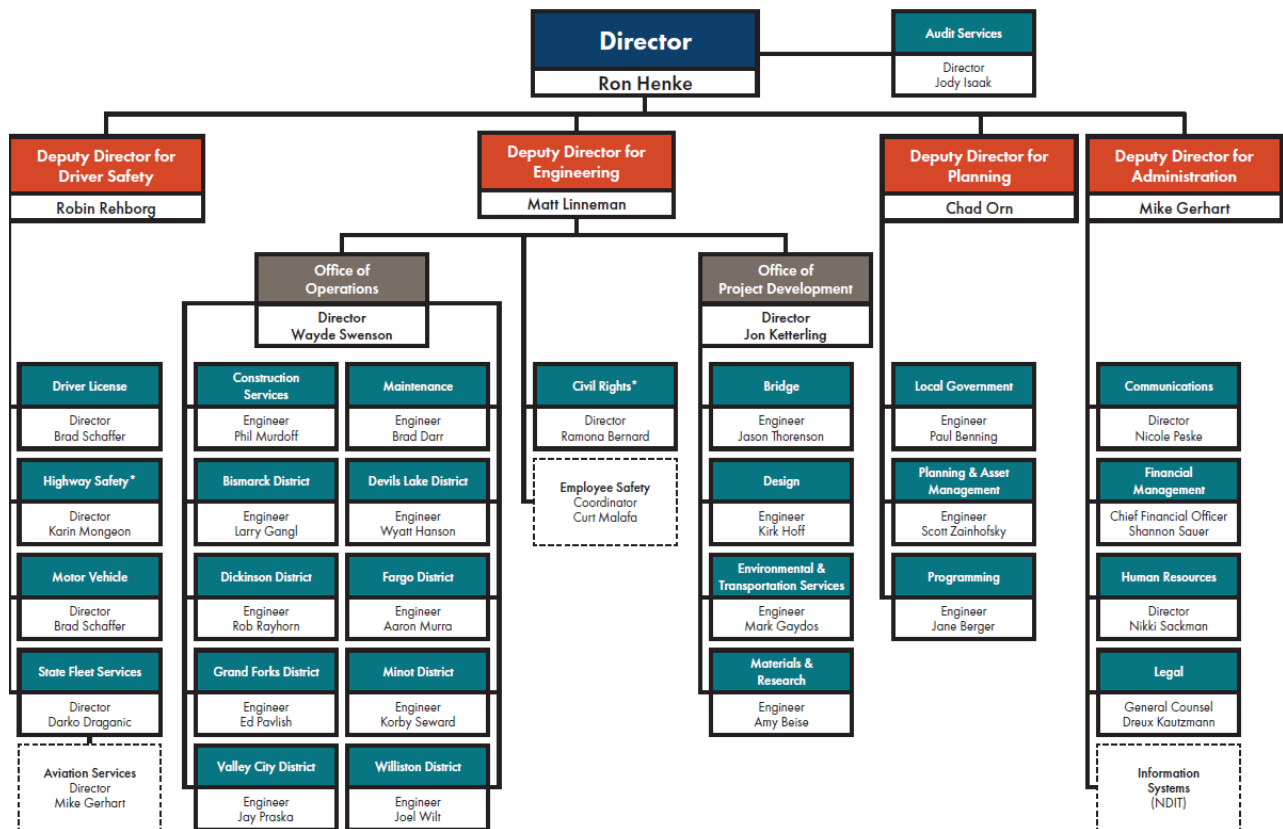 Director
Ron Henke
Audit Services
Director
Jody Isaak
Deputy Director for
Driver Safety
Robin Rehborg
Deputy Director for
Engineering
Matt Linneman
Deputy Director for
Planning
Chad Orn
Deputy Director for
Administration
Mike Gerhart
Office of
Operations
Director
Wayde Swenson
Office of
Project Development
Director
Jon Ketterling
Driver License
Director
Brad Schaffer
Highway Safety*
Director
Karin Mongeon
Motor Vehicle
Director
Brad Schaffer
State Fleet Services
Director
Darko Draganic
Aviation Services
Director
Mike Gerhart
Construction
Services
Engineer
Phil Murdoff
Maintenance
Engineer
Brad Darr
Bismarck District
Engineer
Larry Gangl
Devils Lake District
Engineer
Wyatt Hanson
Dickinson District
Engineer
Rob Rayhorn
Fargo District
Engineer
Aaron Murra
Grand Forks District
Engineer
Ed Pavlish
Minot District
Engineer
Korby Seward
Valley City District
Engineer
Jay Praska
Williston District
Engineer
Joel Wilt
Civil Rights*
Director
Ramona Bernard
Employee Safety
Coordinator
Curt Malafa
Bridge
Engineer
Jason Thorenson
Design
Engineer
Kirk Hoff
Environmental &
Transportation Services
Engineer
Mark Gaydos
Materials &
Research
Engineer
Amy Beise
Local Government
Engineer
Paul Benning
Planning & Asset
Management
Engineer
Scott Zainhofsky
Programming
Engineer
Jane Berger
Communications
Director
Nicole Peske
Financial
Management
Chief Financial Officer
Shannon Sauer
Human Resources
Director
Nikki Sackman
Legal
General Counsel
Dreux Kautzmann
Information
Systems
(NDIT)